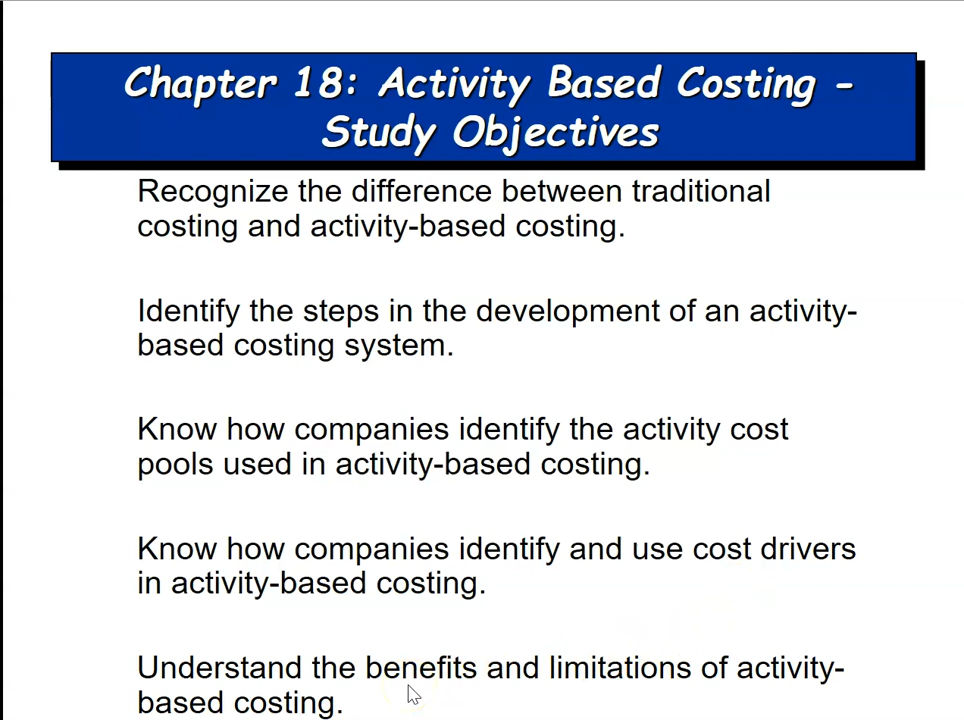 Chapter 18: Activity Based Costing -
Study Objectives
Recognize the difference between traditional
costing and activity-based costing.
Identify the steps in the development of an activity-
based costing system.
Know how companies identify the activity cost
pools used in activity-based costing.
Know how companies identify and use cost drivers
in activity-based costing.
Understand the benefits and limitations of activity-
based costing.